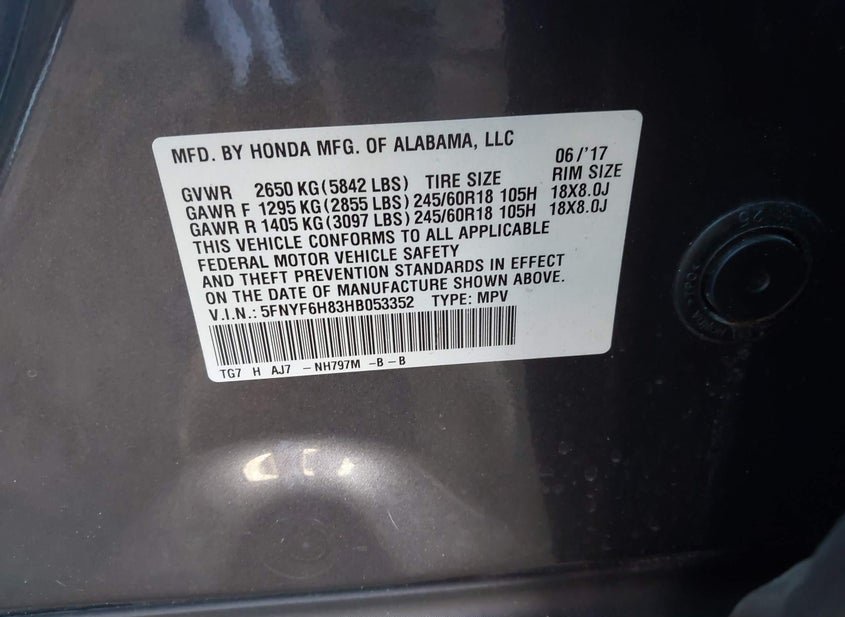 MFD. BY HONDA MFG. OF ALABAMA, LLC 06/'17
GVWR 2650 KG(5842 LBS) TIRE SIZE RIM SIZE
GAWR F 1295 KG(2855 LBS) 245/60R18 105H 18X8.0J
GAWR R 1405 KG(3097 LBS) 245/60R18 105H 18X8.0J
THIS VEHICLE CONFORMS TO ALL APPLICABLE
FEDERAL MOTOR VEHICLE SAFETY
AND THEFT PREVENTION STANDARDS IN EFFECT
ON THE DATE OF MANUFACTURE SHOWN ABOVE.
V.I.N.: 5FNYF6H83HB053352 TYPE: MPV
TG7 H AJ7 -NH797M -B-B
25